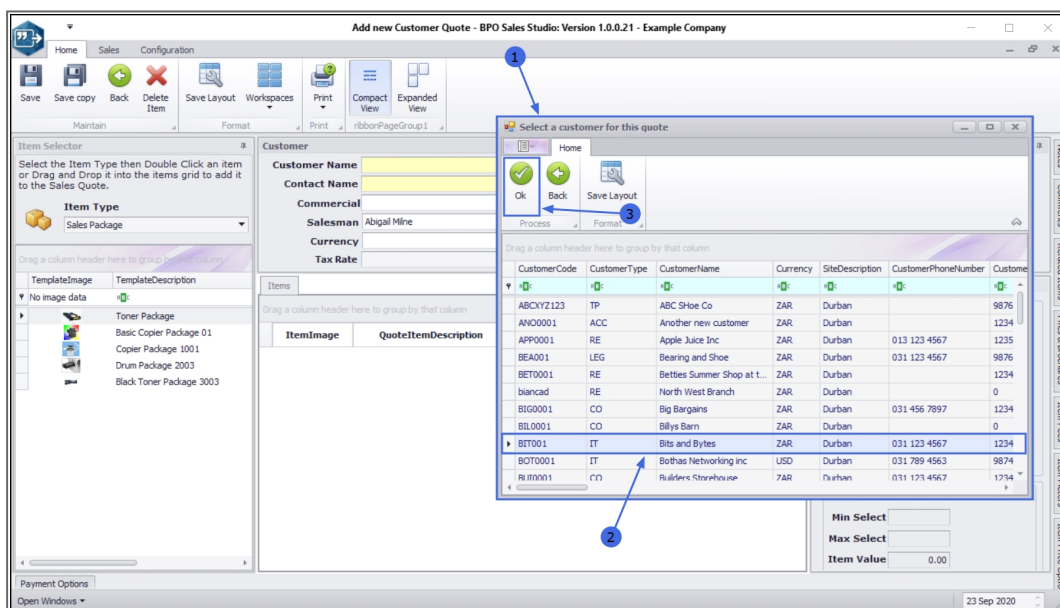 Add new Customer Quote - BPO Sales Studio: Version 1.0.0.21 - Example Company
Home Sales Configuration
Save Save copy Back Delete Item Save Layout Workspaces Print Compact View Expanded View
Maintain Format Print ribbonPageGroup1
1
Item Selector
Select the Item Type then Double Click an item
or Drag and Drop it into the items grid to add it
to the Sales Quote.
Item Type
Sales Package
Drag a column header here to group by that column
TemplateImage TemplateDescription
No image data
Toner Package
Basic Copier Package 01
Copier Package 1001
Drum Package 2003
Black Toner Package 3003
Customer
Customer Name
Contact Name
Commercial
Salesman Abigail Milne
Currency
Tax Rate
Items
Drag a column header here to group by that column
ItemImage QuoteItemDescription
Select a customer for this quote
Home
Ok Back Save Layout
3
Process Format
Drag a column header here to group by that column
CustomerCode CustomerType CustomerName Currency SiteDescription CustomerPhoneNumber Custome
ABCXYZ123 TP ABC SHoe Co ZAR Durban 9876
ANO0001 ACC Another new customer ZAR Durban 1234
APP0001 RE Apple Juice Inc ZAR Durban 013 123 4567 1235
BEA001 LEG Bearing and Shoe ZAR Durban 031 123 4567 9876
BET0001 RE Betties Summer Shop at t... ZAR Durban 1234
biancad RE North West Branch ZAR Durban 0
BIG0001 CO Big Bargains ZAR Durban 031 456 7897 1234
BIL0001 CO Billys Barn ZAR Durban 0
BIT001 IT Bits and Bytes ZAR Durban 031 123 4567 1234
BOT0001 IT Bothas Networking inc USD Durban 031 789 4563 9874
BUI0001 CO Builders Storehouse ZAR Durban 031 123 4567 1234
2
Min Select
Max Select
Item Value 0.00
Payment Options
Open Windows 23 Sep 2020